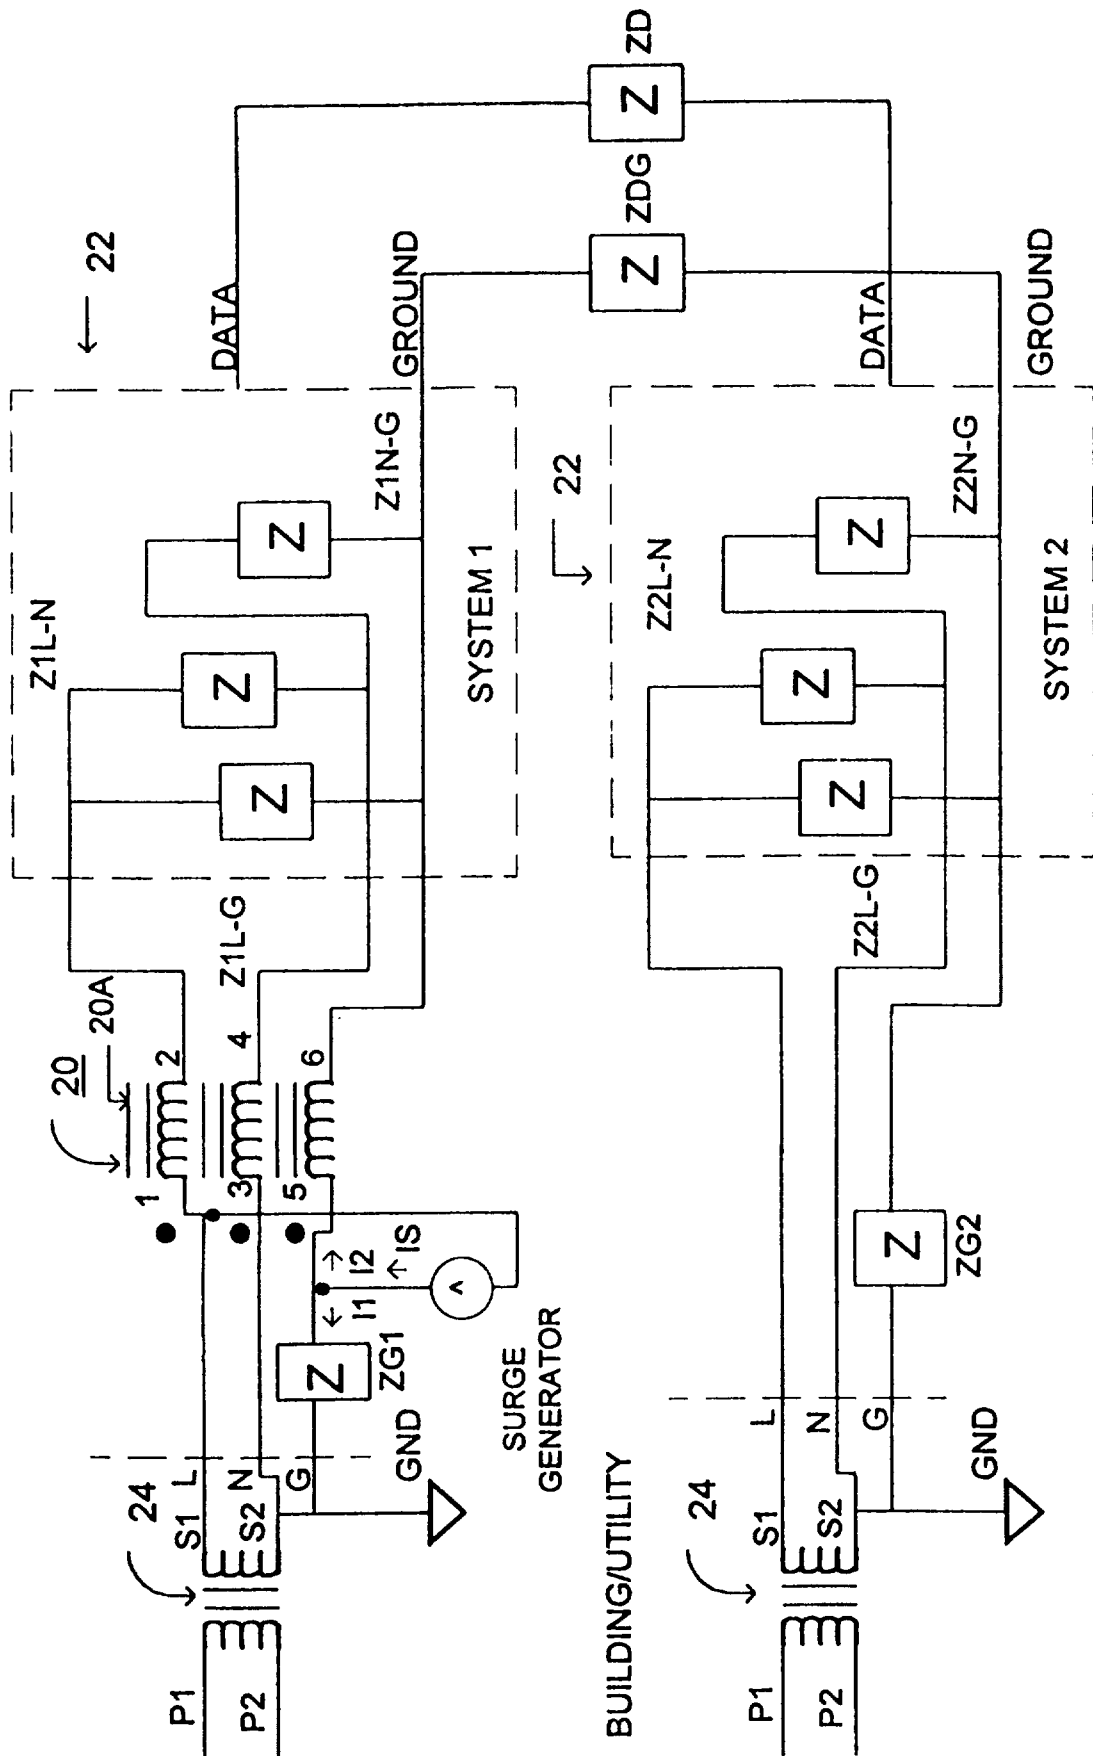 P1
P2
24
S1
S2
L
N
G
GND
ZG1
Z
I1
I2
IS
SURGE
GENERATOR
20
20A
1
2
3
4
5
6
Z1L-G
Z1L-N
Z1N-G
Z
Z
Z
SYSTEM 1
22
DATA
GROUND
ZDG
Z
ZD
Z
BUILDING/UTILITY
P1
P2
24
S1
S2
L
N
G
GND
ZG2
Z
Z2L-G
Z2L-N
Z2N-G
Z
Z
Z
SYSTEM 2
22
DATA
GROUND